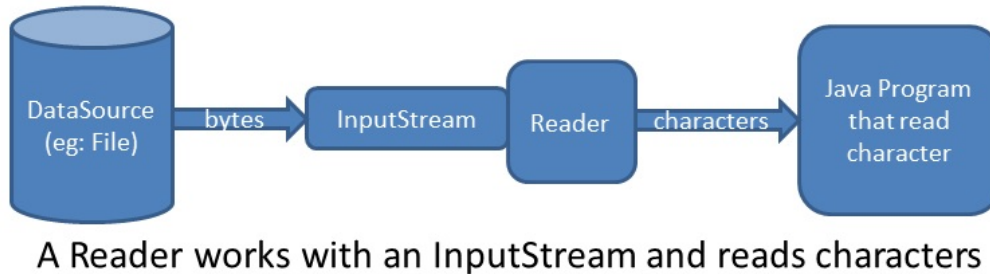 DataSource
(eg: File)
bytes
InputStream
Reader
characters
Java Program
that read
character
A Reader works with an InputStream and reads characters